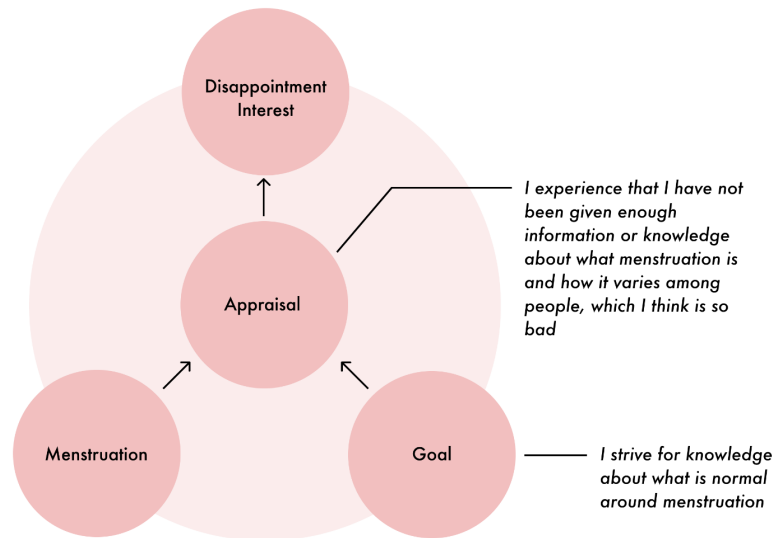 Disappointment
Interest
I experience that I have not
been given enough
information or knowledge
about what menstruation is
and how it varies among
people, which I think is so
bad
Appraisal
Menstruation
Goal
I strive for knowledge
about what is normal
around menstruation